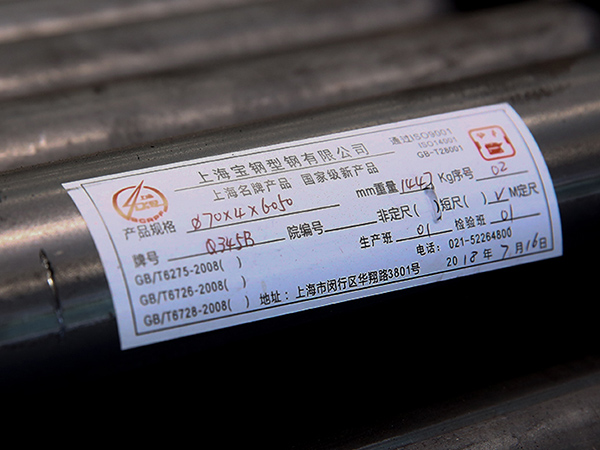 上海宝钢型钢有限公司
通过ISO9001
ISO14001
GB-T28001
上海名牌产品 国家级新产品
产品规格 Ø70×4×6050 mm重量 1447 Kg序号 02
牌号 Q345B 院编号 非定尺( ) 短尺( ) √ M定尺
GB/T6275-2008( ) 生产班 01 检验班 01
GB/T6726-2008( ) 电话: 021-52264800
GB/T6728-2008( ) 地址: 上海市闵行区华翔路3801号 2018年7月16日